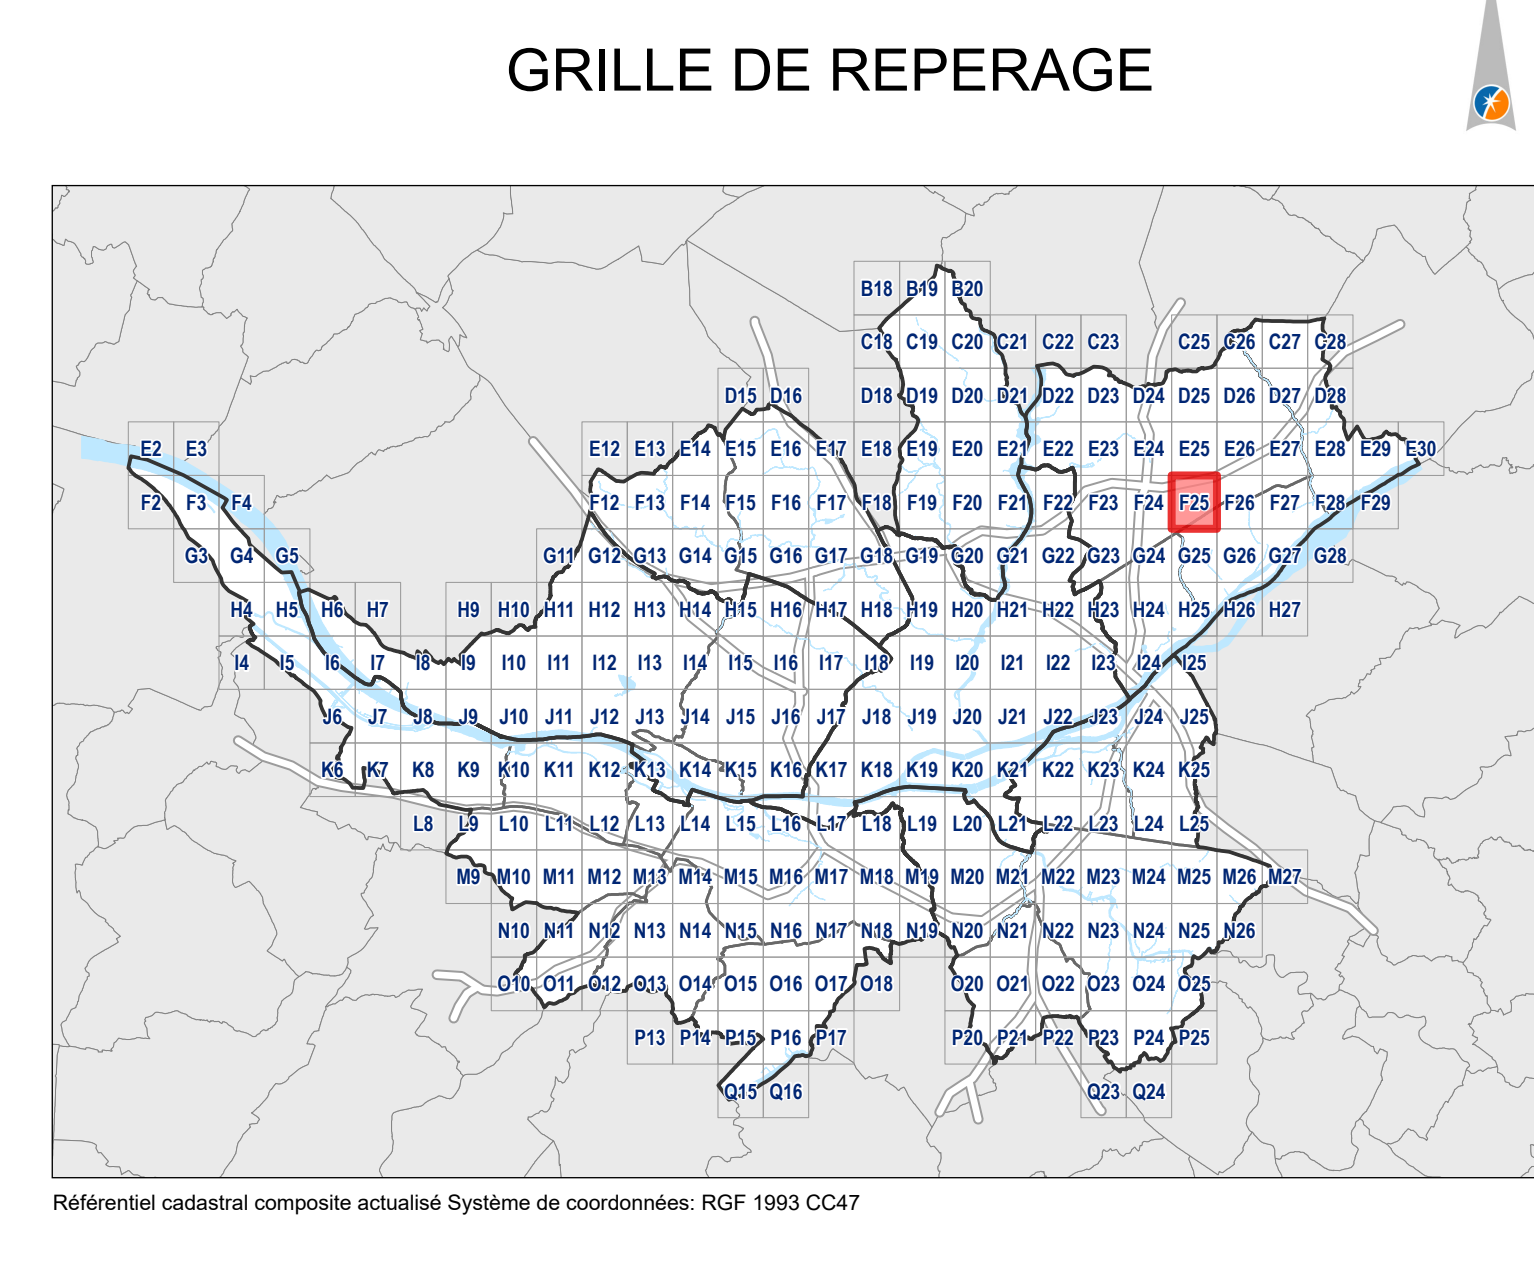 GRILLE DE REPERAGE
B18 B19 B20
C18 C19 C20 C21 C22 C23 C25 C26 C27 C28
D15 D16 D18 D19 D20 D21 D22 D23 D24 D25 D26 D27 D28
E2 E3 E12 E13 E14 E15 E16 E17 E18 E19 E20 E21 E22 E23 E24 E25 E26 E27 E28 E29 E30
F2 F3 F4 F12 F13 F14 F15 F16 F17 F18 F19 F20 F21 F22 F23 F24 F25 F26 F27 F28 F29
G3 G4 G5 G11 G12 G13 G14 G15 G16 G17 G18 G19 G20 G21 G22 G23 G24 G25 G26 G27 G28
H4 H5 H6 H7 H9 H10 H11 H12 H13 H14 H15 H16 H17 H18 H19 H20 H21 H22 H23 H24 H25 H26 H27
I4 I5 I6 I7 I8 I9 I10 I11 I12 I13 I14 I15 I16 I17 I18 I19 I20 I21 I22 I23 I24 I25
J6 J7 J8 J9 J10 J11 J12 J13 J14 J15 J16 J17 J18 J19 J20 J21 J22 J23 J24 J25
K6 K7 K8 K9 K10 K11 K12 K13 K14 K15 K16 K17 K18 K19 K20 K21 K22 K23 K24 K25
L8 L9 L10 L11 L12 L13 L14 L15 L16 L17 L18 L19 L20 L21 L22 L23 L24 L25
M9 M10 M11 M12 M13 M14 M15 M16 M17 M18 M19 M20 M21 M22 M23 M24 M25 M26 M27
N10 N11 N12 N13 N14 N15 N16 N17 N18 N19 N20 N21 N22 N23 N24 N25 N26
O10 O11 O12 O13 O14 O15 O16 O17 O18 O20 O21 O22 O23 O24 O25
P13 P14 P15 P16 P17 P20 P21 P22 P23 P24 P25
Q15 Q16 Q23 Q24
Référentiel cadastral composite actualisé Système de coordonnées: RGF 1993 CC47